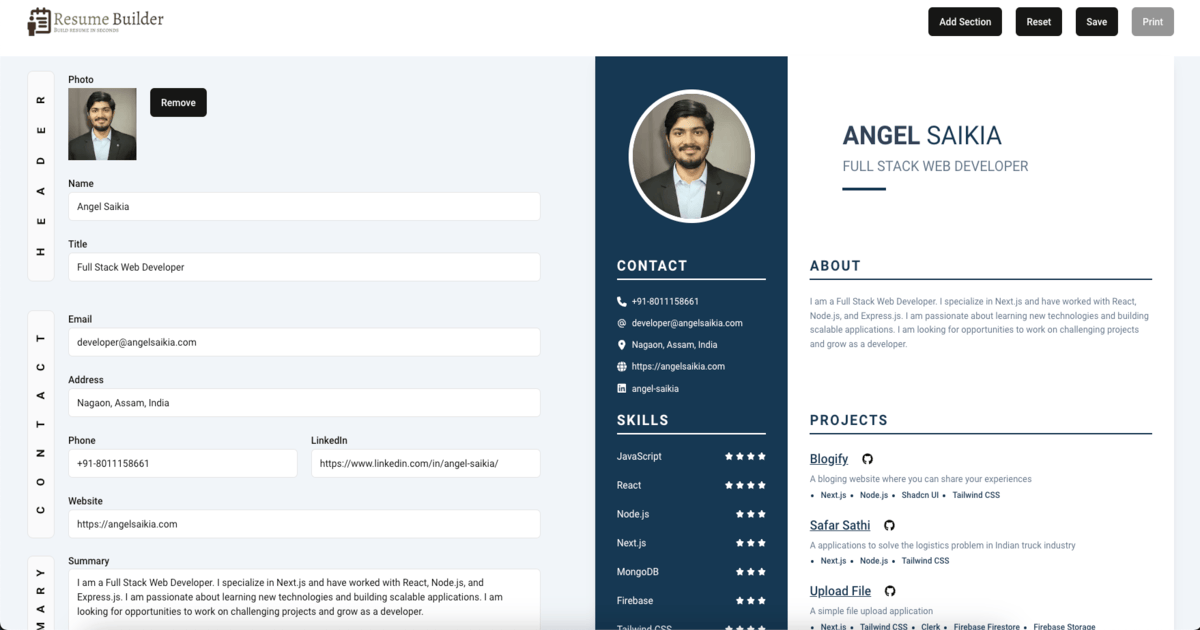 Resume Builder
BUILD RESUME IN SECONDS
Add Section
Reset
Save
Print
HEADER
Photo
Remove
Name
Angel Saikia
Title
Full Stack Web Developer
CONTACT
Email
developer@angelsaikia.com
Address
Nagaon, Assam, India
Phone
LinkedIn
+91-8011158661
https://www.linkedin.com/in/angel-saikia/
Website
https://angelsaikia.com
MARY
Summary
I am a Full Stack Web Developer. I specialize in Next.js and have worked with React, Node.js, and
Express.js. I am passionate about learning new technologies and building scalable applications. I am
looking for opportunities to work on challenging projects and grow as a developer.
CONTACT
+91-8011158661
developer@angelsaikia.com
Nagaon, Assam, India
https://angelsaikia.com
angel-saikia
SKILLS
JavaScript
React
Node.js
Next.js
MongoDB
Firebase
Tailwind CSS
ANGEL SAIKIA
FULL STACK WEB DEVELOPER
ABOUT
I am a Full Stack Web Developer. I specialize in Next.js and have worked with React,
Node.js, and Express.js. I am passionate about learning new technologies and building
scalable applications. I am looking for opportunities to work on challenging projects
and grow as a developer.
PROJECTS
Blogify
A bloging website where you can share your experiences
• Next.js • Node.js • Shadcn UI • Tailwind CSS
Safar Sathi
A applications to solve the logistics problem in Indian truck industry
• Next.js • Node.js • Tailwind CSS
Upload File
A simple file upload application
• Next.js • Tailwind CSS • Clerk • Firebase Firestore • Firebase Storage